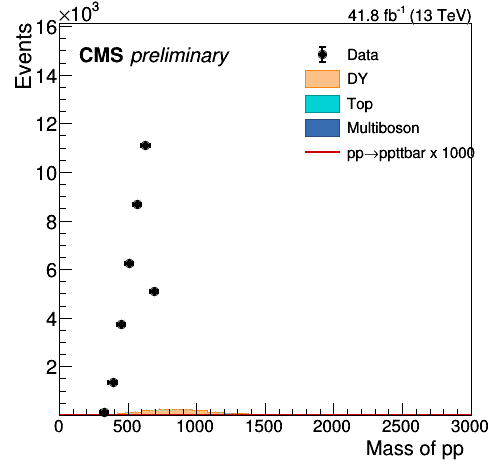 ×10³
41.8 fb⁻¹ (13 TeV)
Events
CMS preliminary
Data
DY
Top
Multiboson
pp→ppttbar x 1000
16
14
12
10
8
6
4
2
0 500 1000 1500 2000 2500 3000
Mass of pp